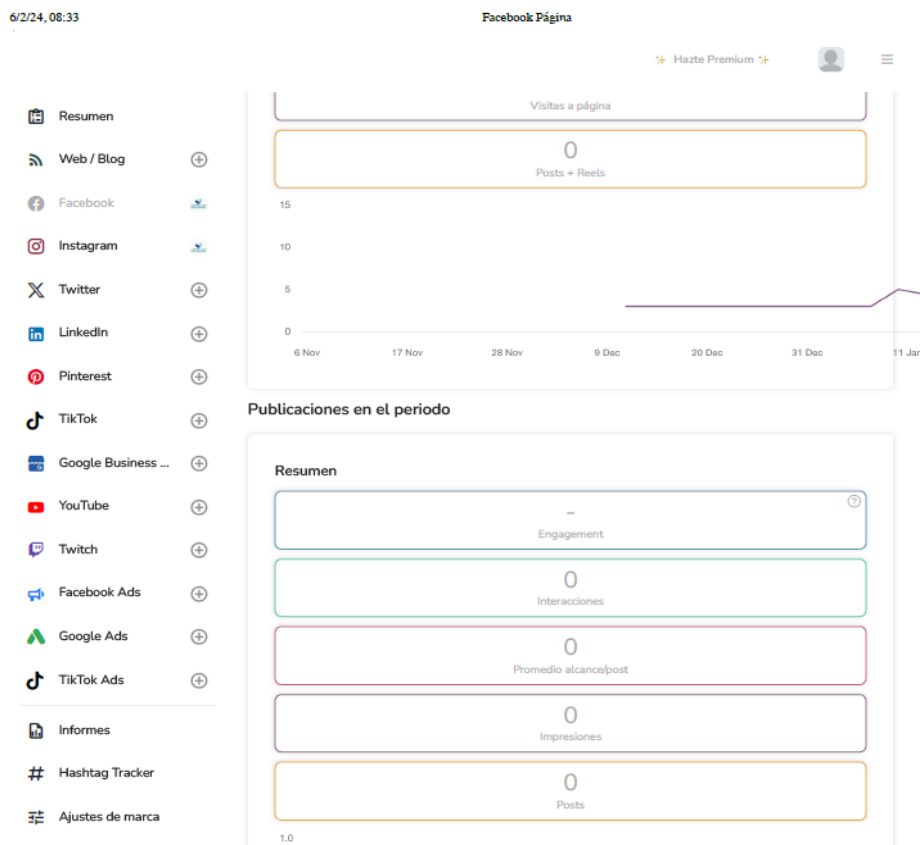 6/2/24, 08:33
Facebook Página
Hazte Premium
Resumen
Web / Blog
Facebook
Instagram
Twitter
LinkedIn
Pinterest
TikTok
Google Business ...
YouTube
Twitch
Facebook Ads
Google Ads
TikTok Ads
Informes
Hashtag Tracker
Ajustes de marca
Visitas a página
0
Posts + Reels
15
10
5
0
6 Nov 17 Nov 28 Nov 9 Dec 20 Dec 31 Dec 11 Jan
Publicaciones en el periodo
Resumen
?
-
Engagement
0
Interacciones
0
Promedio alcance/post
0
Impresiones
0
Posts
1.0